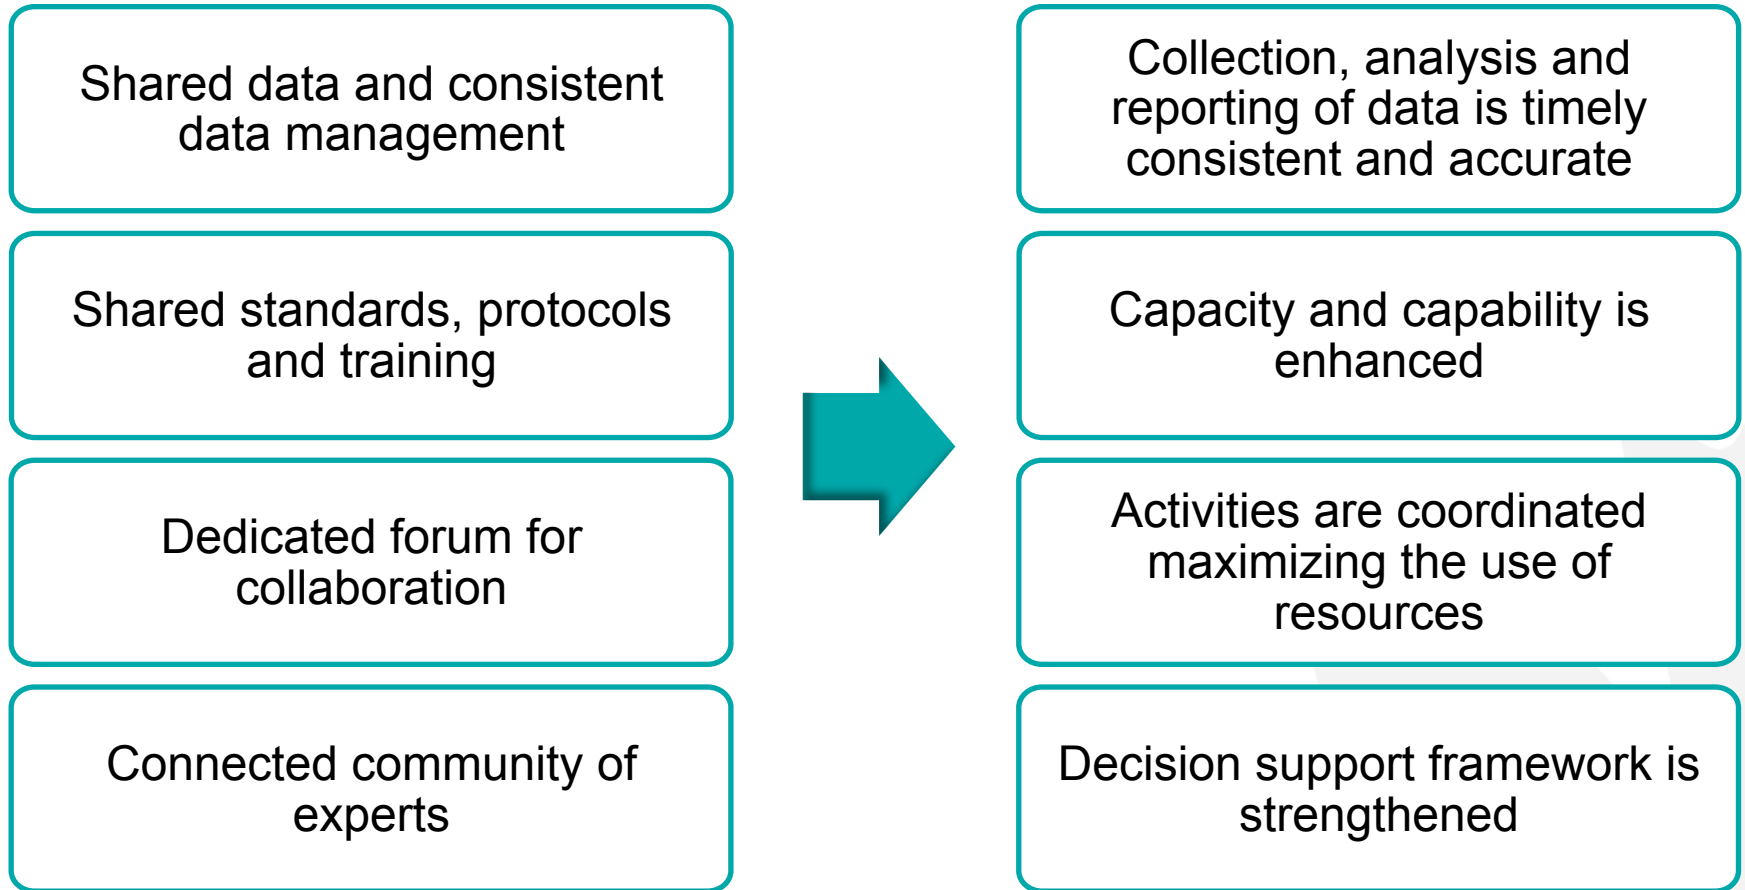 Shared data and consistent
data management
Shared standards, protocols
and training
Dedicated forum for
collaboration
Connected community of
experts
Collection, analysis and
reporting of data is timely
consistent and accurate
Capacity and capability is
enhanced
Activities are coordinated
maximizing the use of
resources
Decision support framework is
strengthened